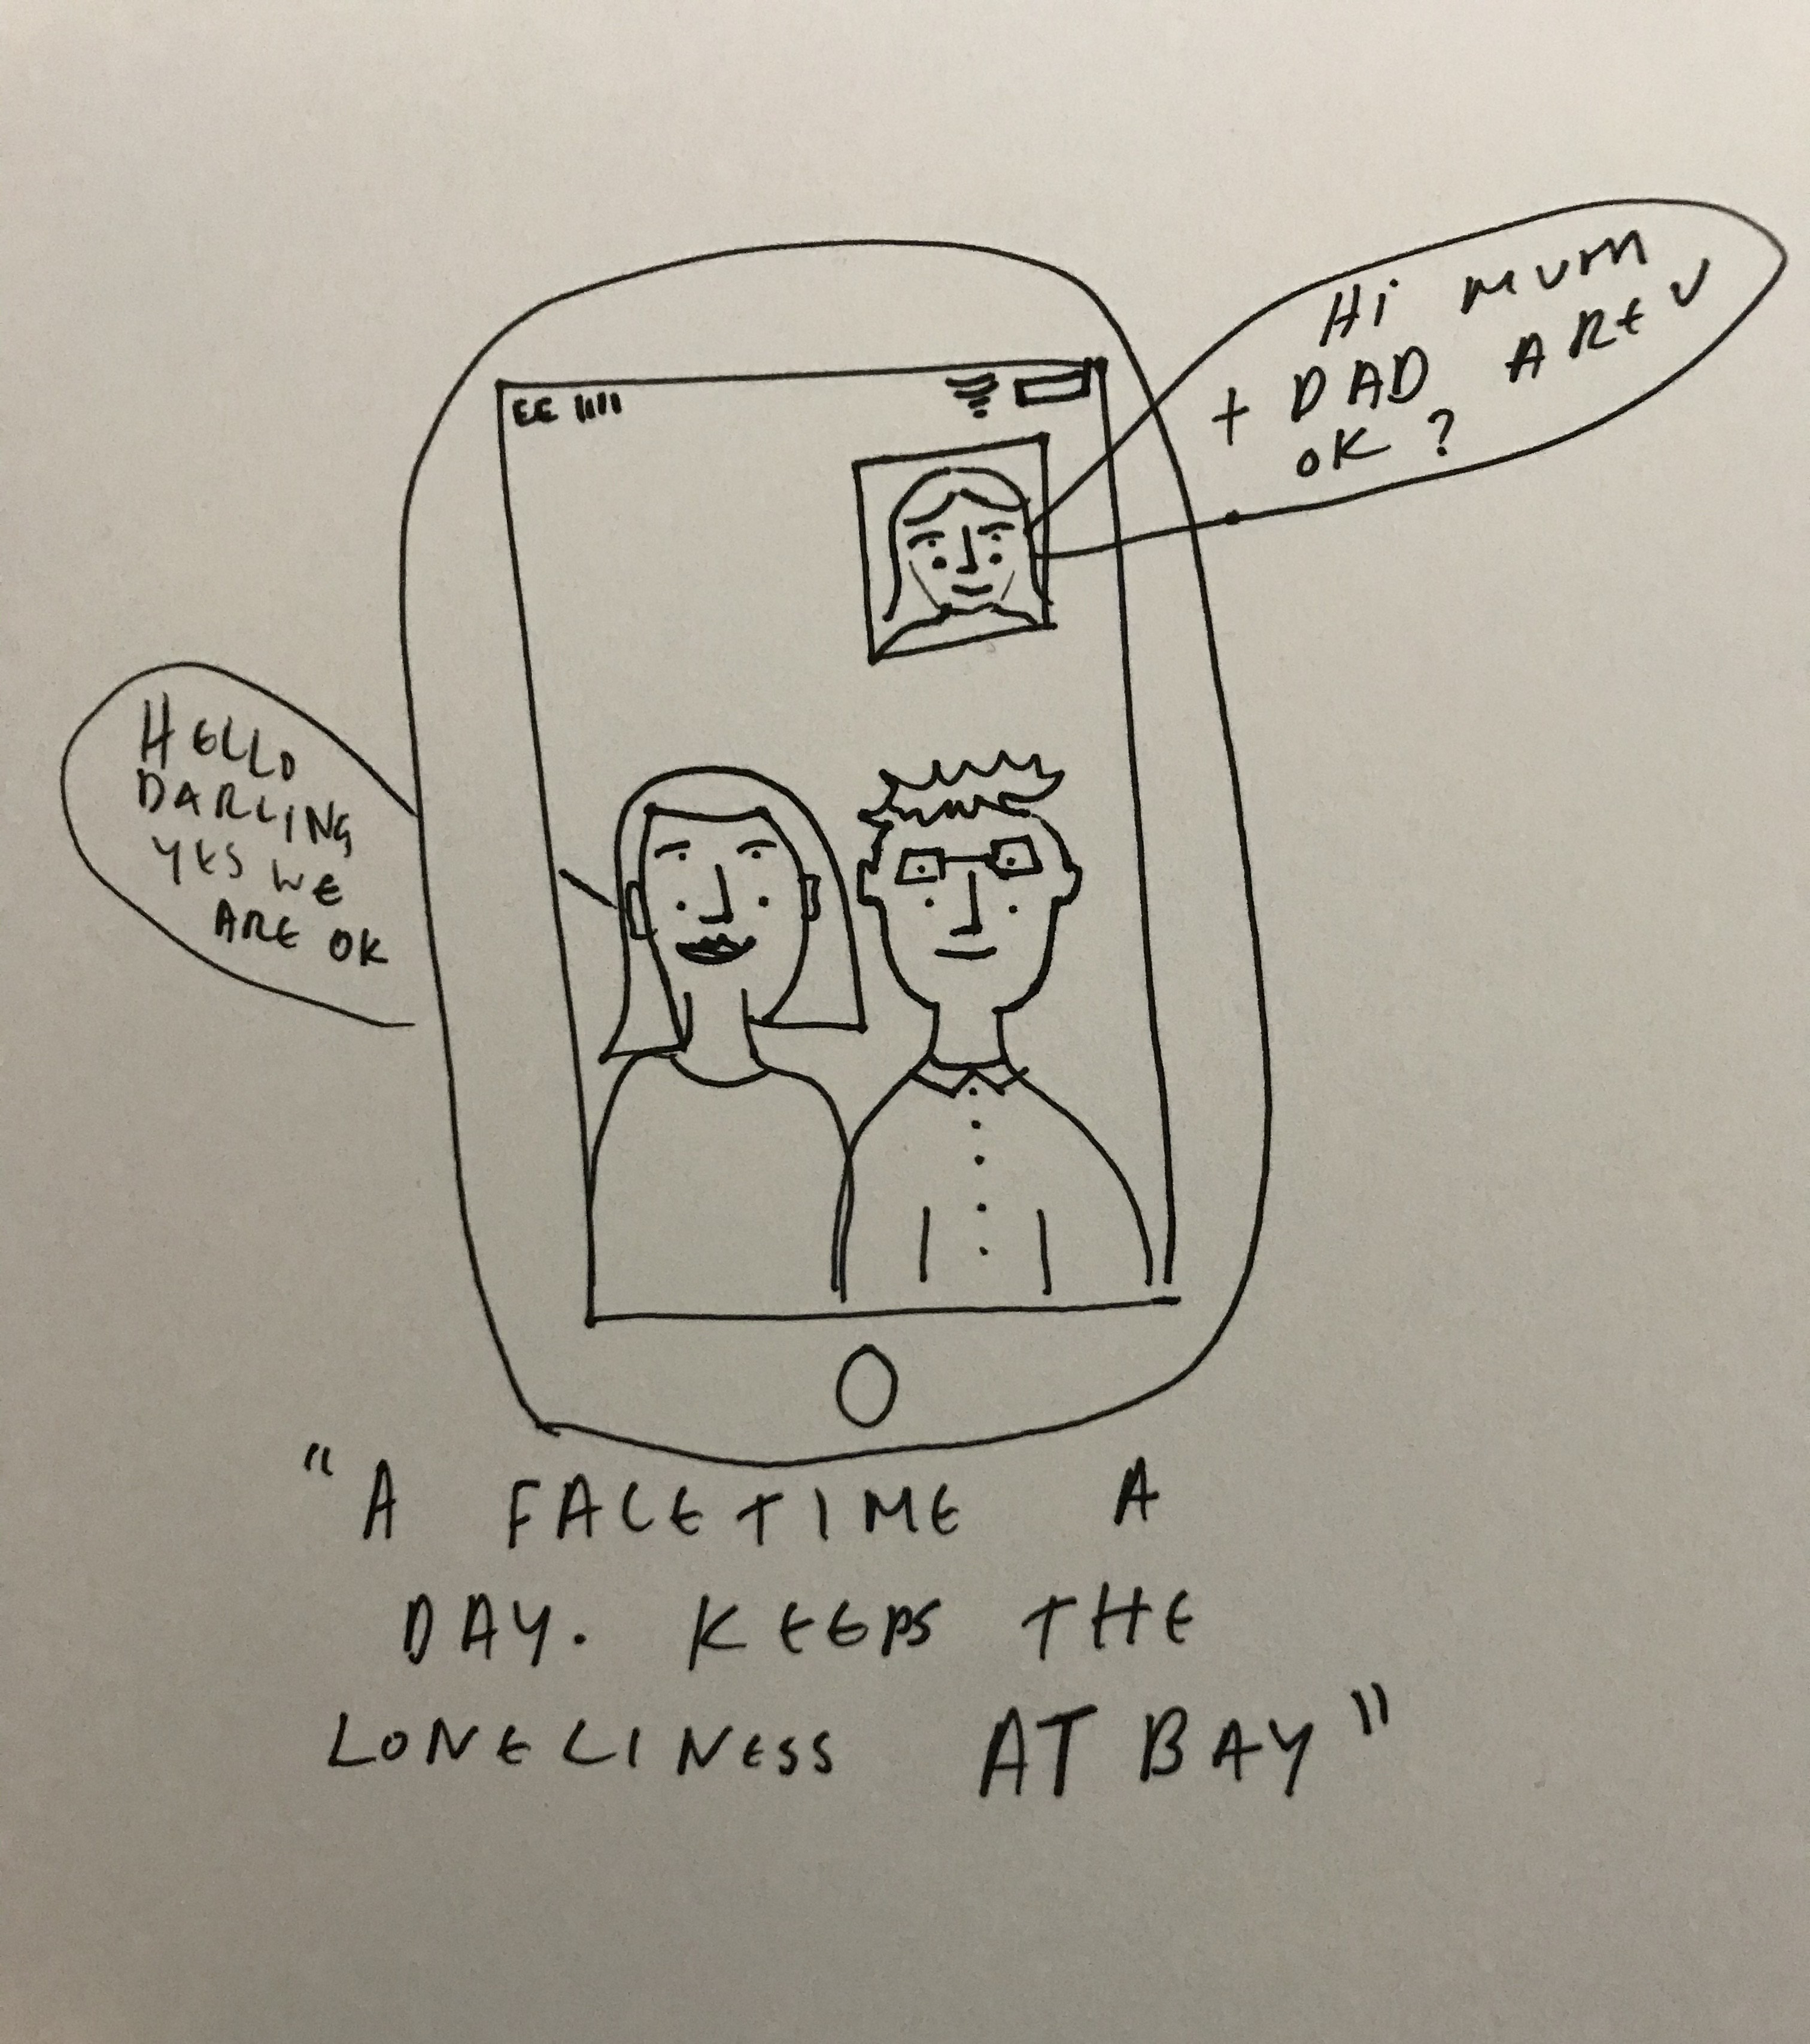 Hi MUM
+ DAD ARE U
OK?
EE
HELLO
DARLING
YES WE
ARE OK
"A FACETIME A
DAY. KEEPS THE
LONELINESS AT BAY"